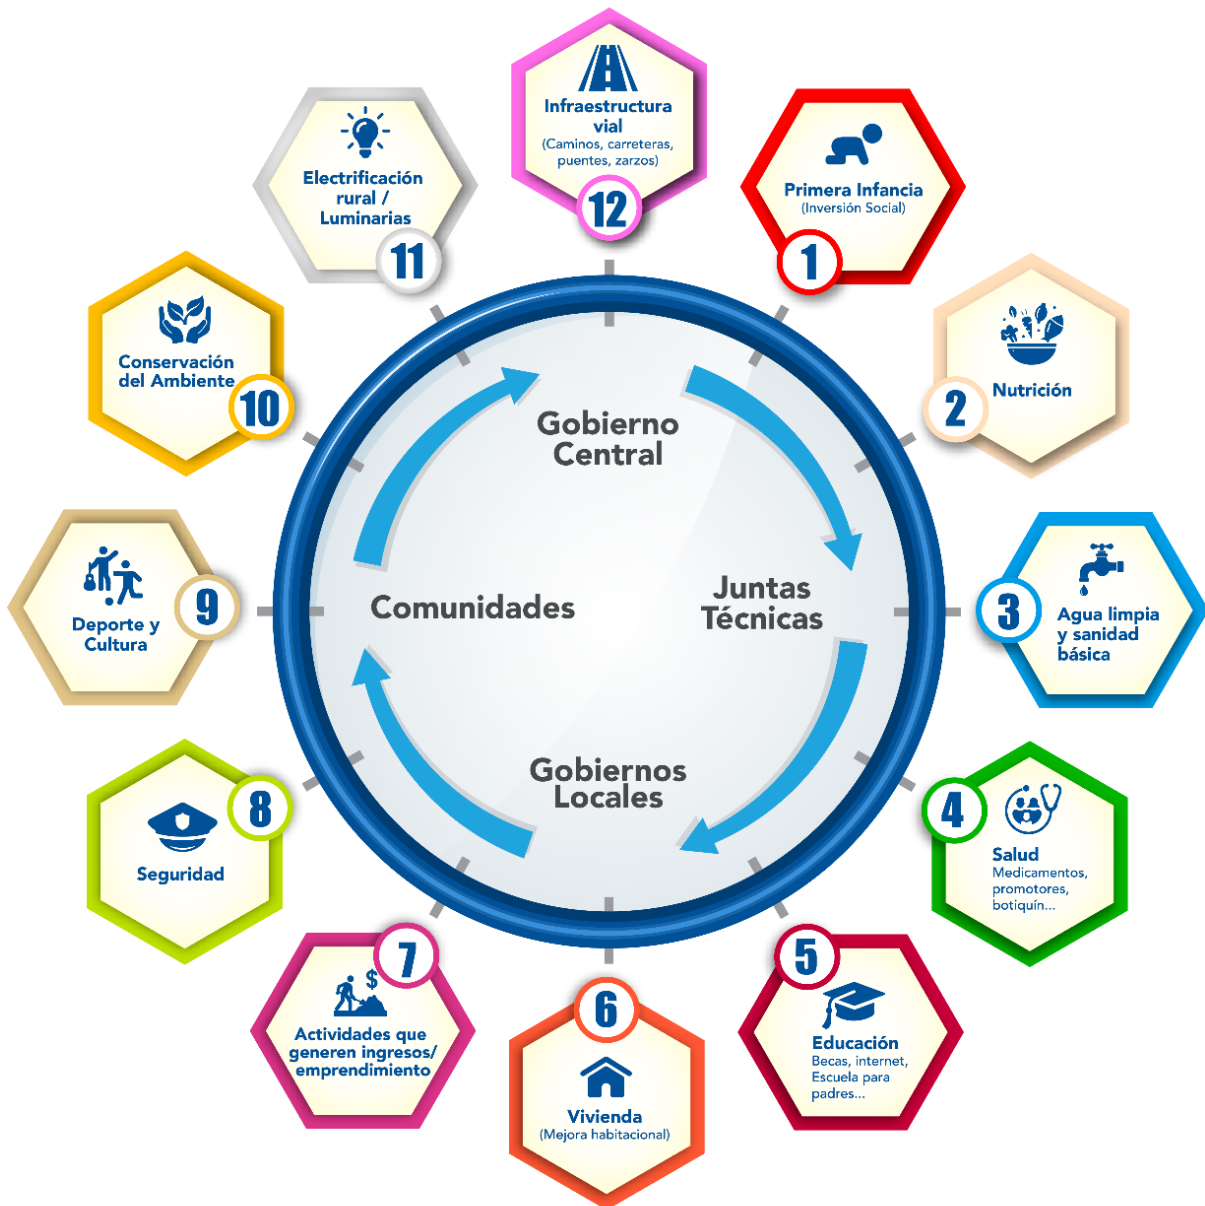 Infraestructura
vial
(Caminos, carreteras,
puentes, zarzos)
12
Primera Infancia
(Inversión Social)
1
Nutrición
2
Agua limpia
y sanidad
básica
3
Salud
Medicamentos,
promotores,
botiquín...
4
Educación
Becas, internet,
Escuela para
padres...
5
Vivienda
(Mejora habitacional)
6
$
Actividades que
generen ingresos/
emprendimiento
7
Seguridad
8
Deporte y
Cultura
9
Conservación
del Ambiente
10
Electrificación
rural /
Luminarias
11
Gobierno
Central
Juntas
Técnicas
Gobiernos
Locales
Comunidades